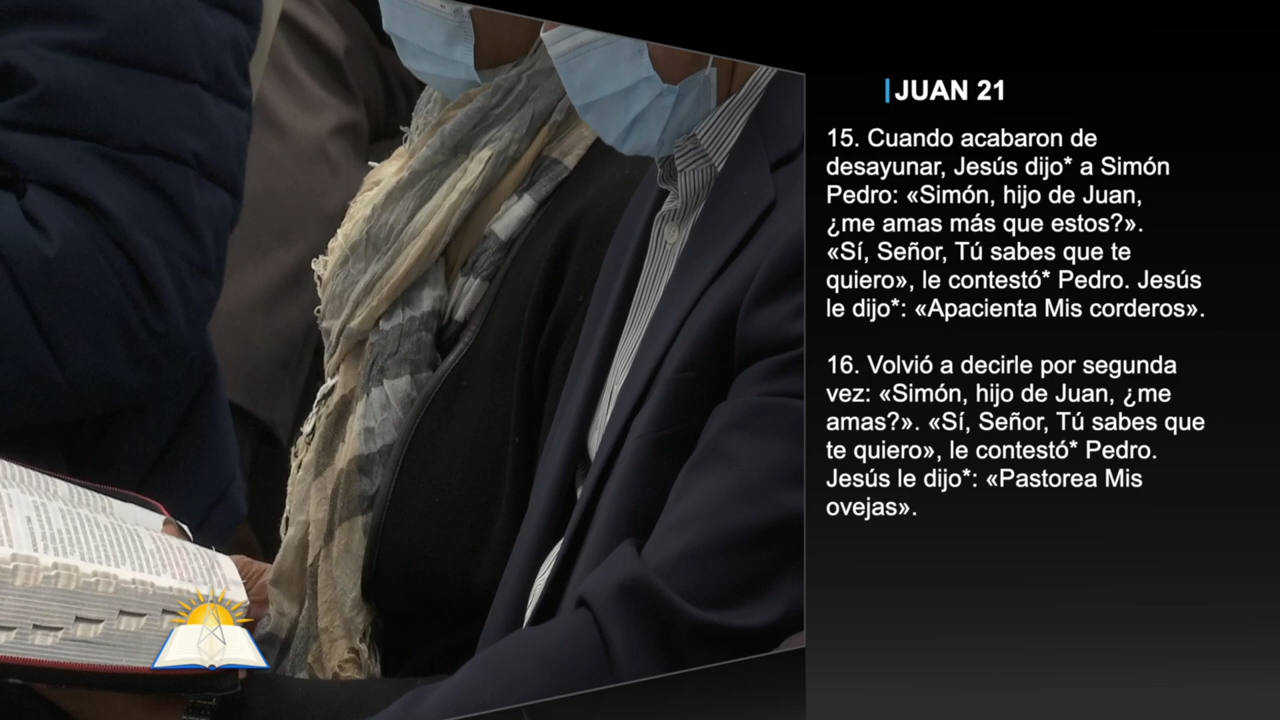 JUAN 21
15. Cuando acabaron de
desayunar, Jesús dijo* a Simón
Pedro: «Simón, hijo de Juan,
¿me amas más que estos?».
«Sí, Señor, Tú sabes que te
quiero», le contestó* Pedro. Jesús
le dijo*: «Apacienta Mis corderos».
16. Volvió a decirle por segunda
vez: «Simón, hijo de Juan, ¿me
amas?». «Sí, Señor, Tú sabes que
te quiero», le contestó* Pedro.
Jesús le dijo*: «Pastorea Mis
ovejas».